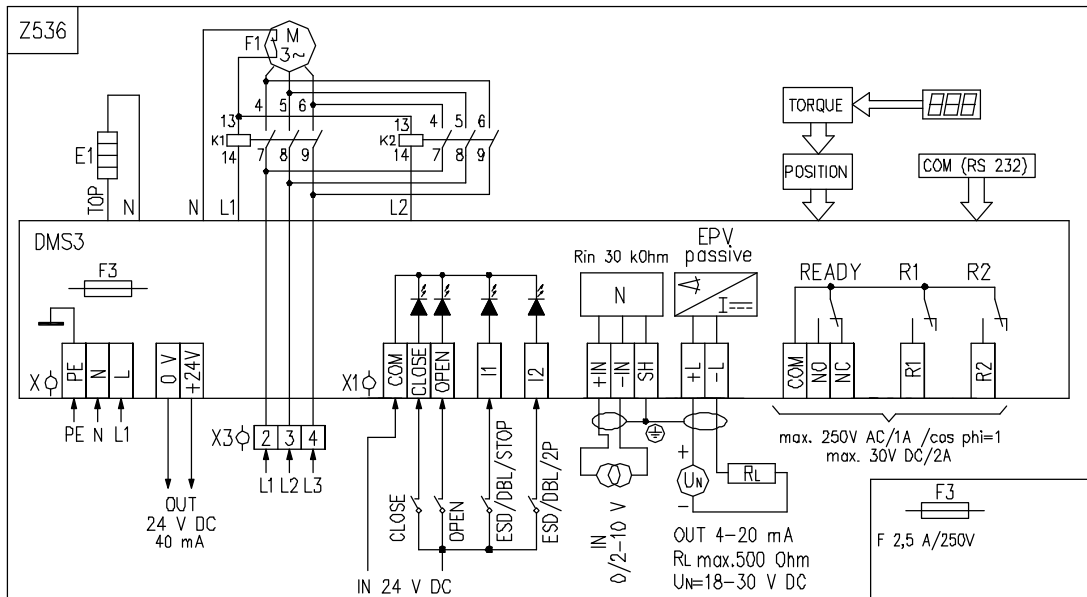 Z536
F1
M
3~
4 5 6
13
K1
14
7 8 9
13
4 5 6
K2
14
7 8 9
E1
TOP
N
N
L1
L2
TORQUE
POSITION
COM (RS 232)
DMS3
F3
EPV
passive
Rin 30 kOhm
N
I
READY
R1
R2
X
PE
N
L
0 V
+24V
X1
COM
CLOSE
OPEN
I1
I2
+IN
-IN
SH
+L
-L
COM
NO
NC
R1
R2
PE N L1
X3
2 3 4
L1 L2 L3
OUT
24 V DC
40 mA
CLOSE
OPEN
ESD/DBL/STOP
ESD/DBL/2P
IN 24 V DC
IN
0/2-10 V
+
UN
-
RL
OUT 4-20 mA
RL max.500 Ohm
UN=18-30 V DC
max. 250V AC/1A /cos phi=1
max. 30V DC/2A
F3
F 2,5 A/250V